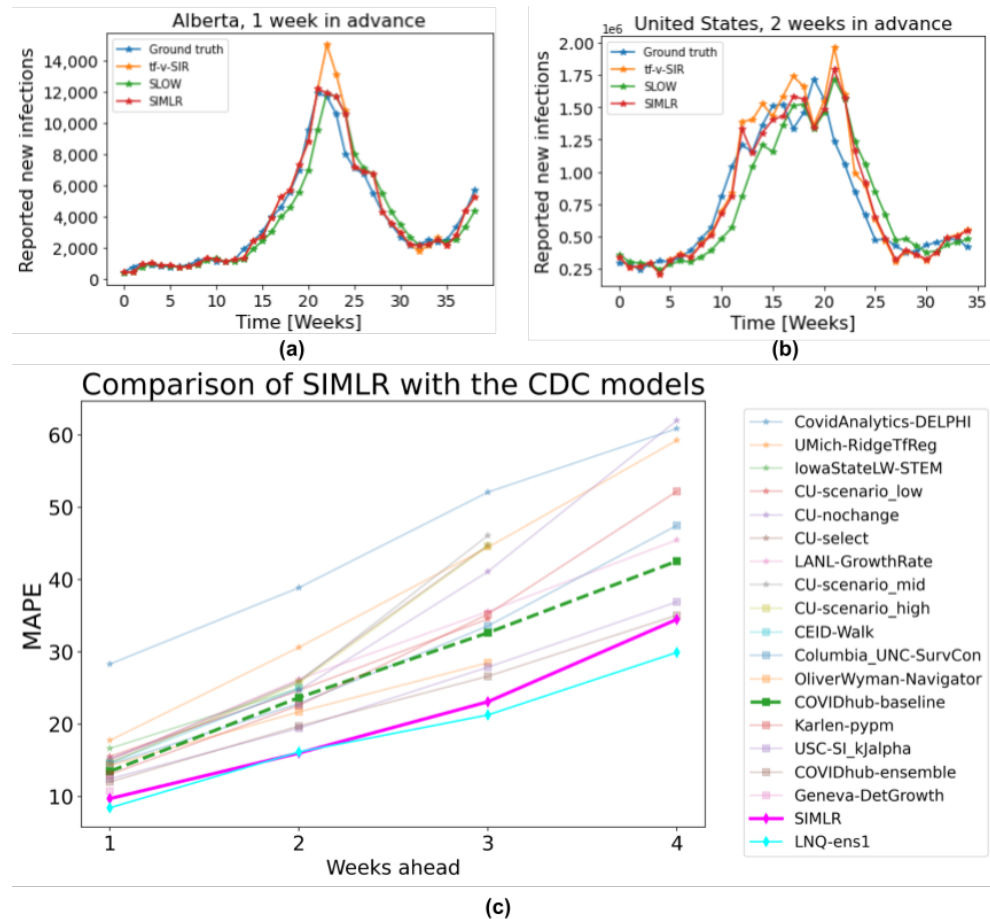 Alberta, 1 week in advance
Reported new infections
14,000
12,000
10,000
8,000
6,000
4,000
2,000
0
Ground truth
tf-v-SIR
SLOW
SIMLR
0 5 10 15 20 25 30 35
Time [Weeks]
(a)
United States, 2 weeks in advance
1e6
Reported new infections
2.00
1.75
1.50
1.25
1.00
0.75
0.50
0.25
Ground truth
tf-v-SIR
SLOW
SIMLR
0 5 10 15 20 25 30 35
Time [Weeks]
(b)
Comparison of SIMLR with the CDC models
MAPE
60
50
40
30
20
10
1 2 3 4
Weeks ahead
CovidAnalytics-DELPHI
UMich-RidgeTfReg
IowaStateLW-STEM
CU-scenario_low
CU-nochange
CU-select
LANL-GrowthRate
CU-scenario_mid
CU-scenario_high
CEID-Walk
Columbia_UNC-SurvCon
OliverWyman-Navigator
COVIDhub-baseline
Karlen-pypm
USC-SI_kJalpha
COVIDhub-ensemble
Geneva-DetGrowth
SIMLR
LNQ-ens1
(c)